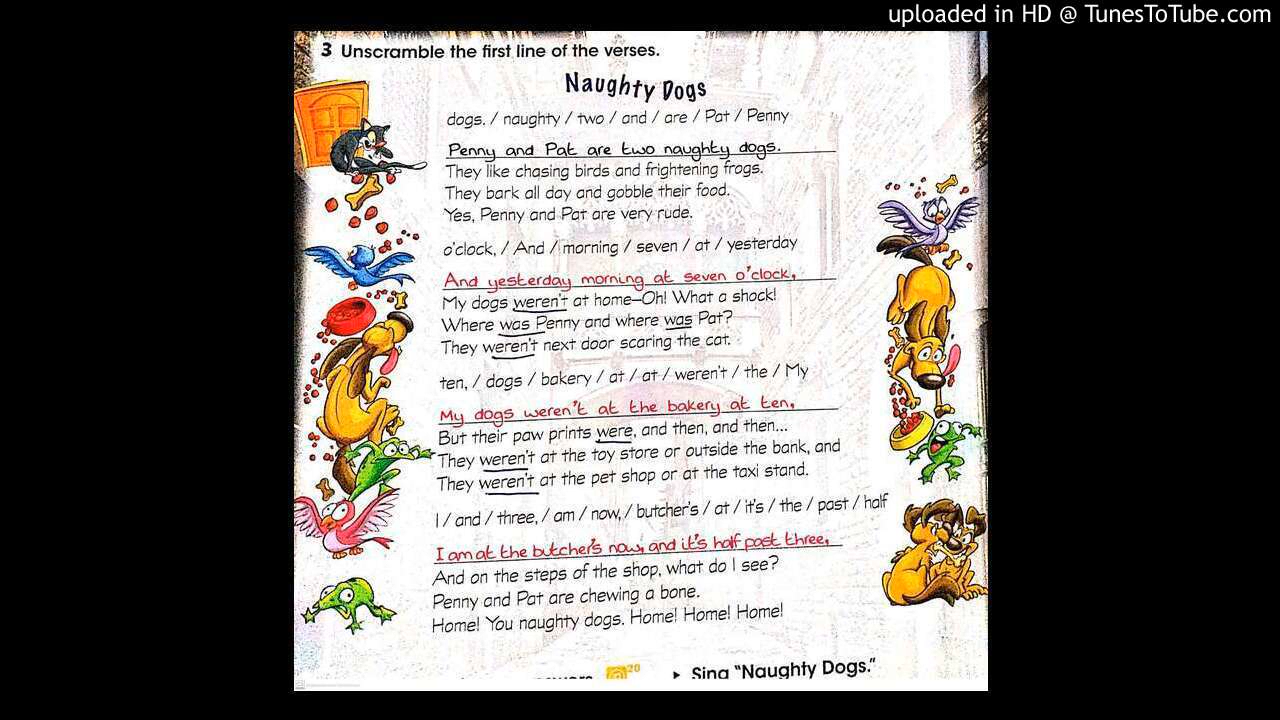 uploaded in HD @ TunesToTube.com
3 Unscramble the first line of the verses.
Naughty Dogs
dogs. / naughty / two / and / are / Pat / Penny
Penny and Pat are two naughty dogs.
They like chasing birds and frightening frogs.
They bark all day and gobble their food.
Yes, Penny and Pat are very rude.
o'clock, / And / morning / seven / at / yesterday
And yesterday morning at seven o'clock,
My dogs weren't at home—Oh! What a shock!
Where was Penny and where was Pat?
They weren't next door scaring the cat.
ten, / dogs / bakery / at / at / weren't / the / My
My dogs weren't at the bakery at ten,
But their paw prints were, and then, and then...
They weren't at the toy store or outside the bank, and
They weren't at the pet shop or at the taxi stand.
I / and / three, / am / now, / butcher's / at / it's / the / past / half
I am at the butcher's now, and it's half past three,
And on the steps of the shop, what do I see?
Penny and Pat are chewing a bone.
Home! You naughty dogs. Home! Home! Home!
20
Sing "Naughty Dogs."